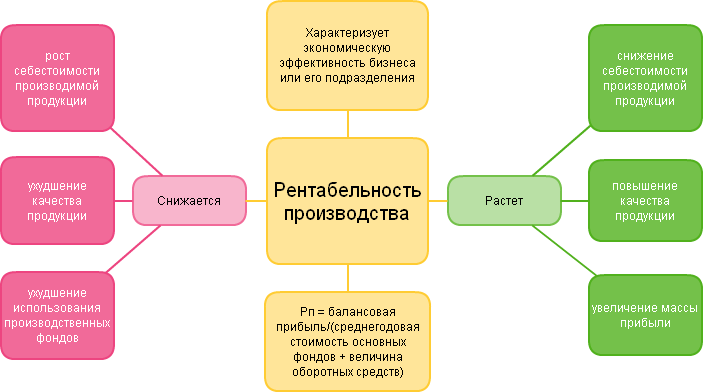 Характеризует
экономическую
эффективность бизнеса
или его подразделения
рост
себестоимости
производимой
продукции
снижение
себестоимости
производимой
продукции
ухудшение
качества
продукции
Снижается
Рентабельность
производства
Растет
повышение
качества
продукции
ухудшение
использования
производственных
фондов
Рп = балансовая
прибыль/(среднегодовая
стоимость основных
фондов + величина
оборотных средств)
увеличение массы
прибыли